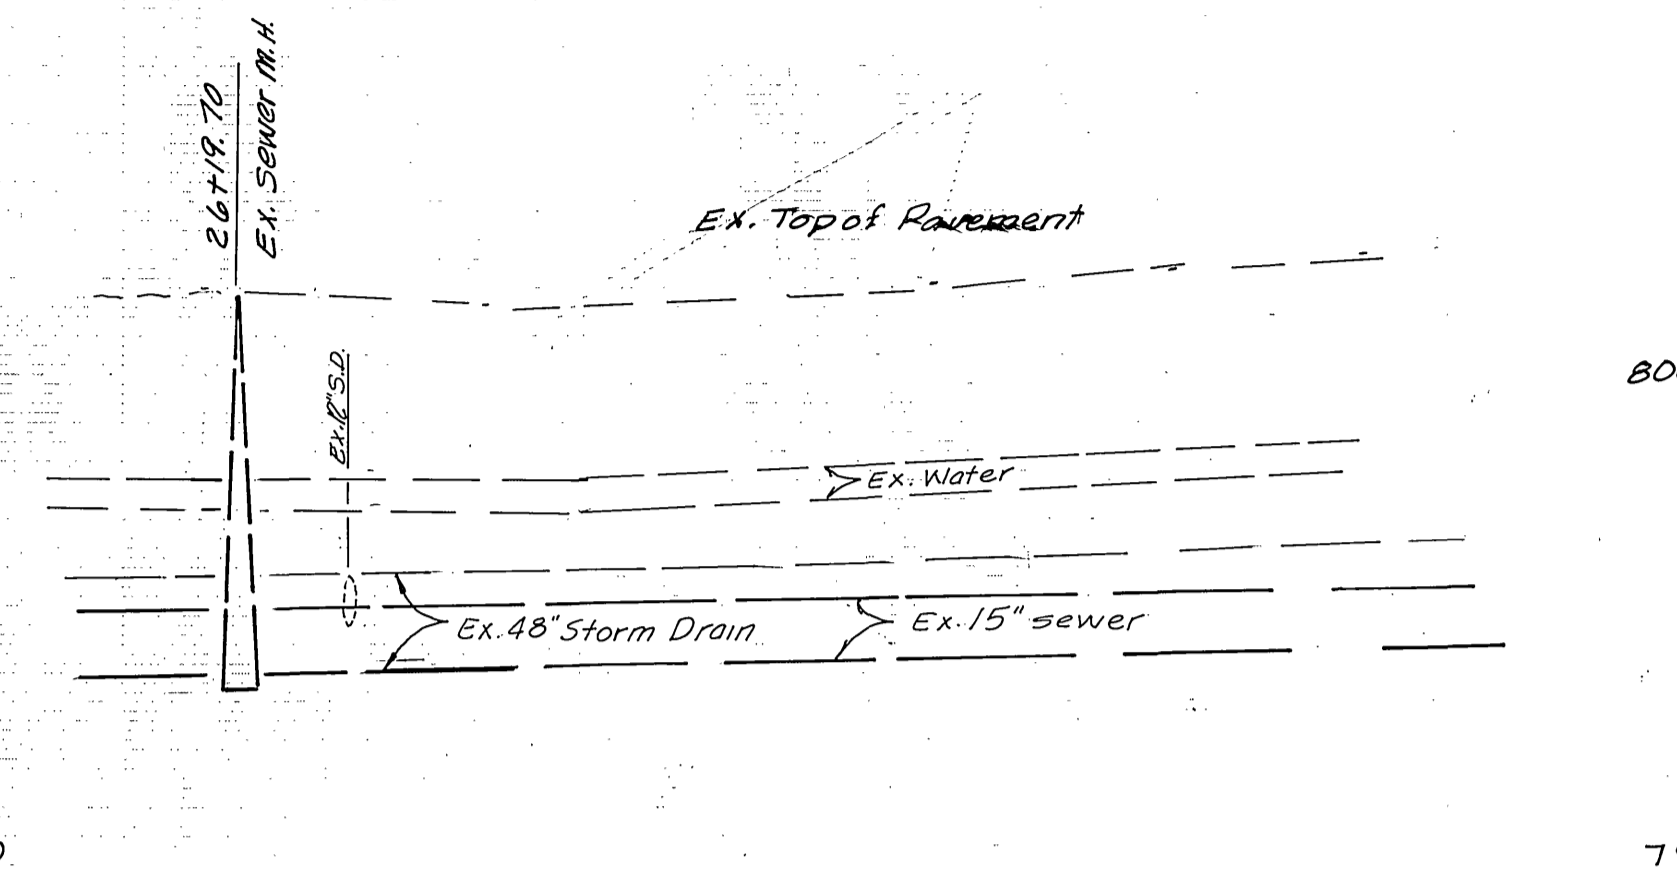 26+19.70
Ex. Sewer M.H.
Ex. Top of Pavement
Ex. 12" S.D.
80
Ex. Water
Ex. 48" Storm Drain
Ex. 15" sewer